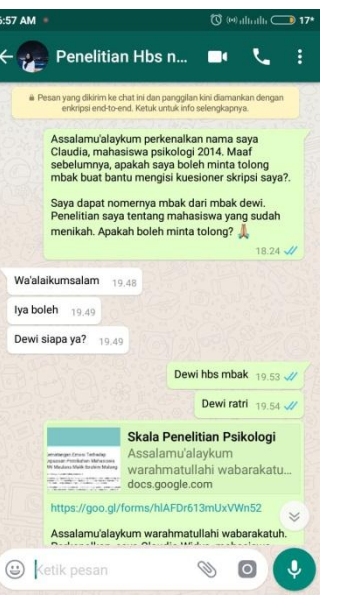 6:57 AM
17
Penelitian Hbs n...
Pesan yang dikirim ke chat ini dan panggilan kini diamankan dengan
enkripsi end-to-end. Ketuk untuk info selengkapnya.
Assalamu'alaykum perkenalkan nama saya
Claudia, mahasiswa psikologi 2014. Maaf
sebelumnya, apakah saya boleh minta tolong
mbak buat bantu mengisi kuesioner skripsi saya?.
Saya dapat nomernya mbak dari mbak dewi.
Penelitian saya tentang mahasiswa yang sudah
menikah. Apakah boleh minta tolong? 🙏
18.24
Wa'alaikumsalam 19.48
Iya boleh 19.49
Dewi siapa ya? 19.49
Dewi hbs mbak 19.53
Dewi ratri 19.54
Skala Penelitian Psikologi
Assalamu'alaykum
warahmatullahi wabarakatu...
docs.google.com
https://goo.gl/forms/hlAFDr613mUxVWn52
Assalamu'alaykum warahmatullahi wabarakatuh.
Ketik pesan